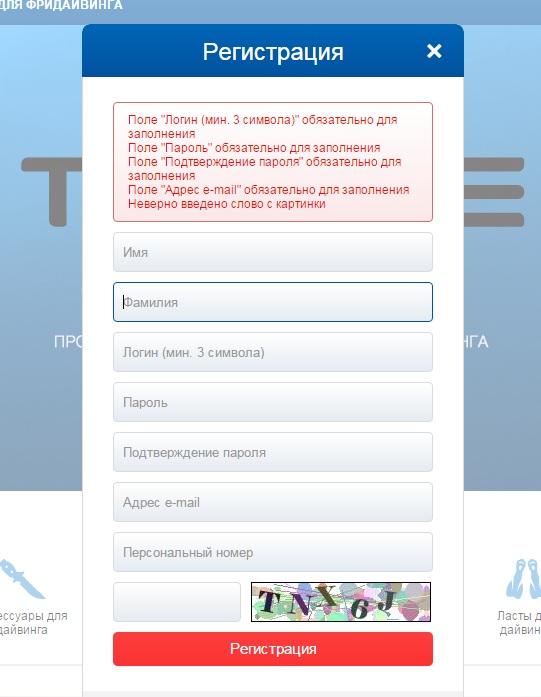 ДЛЯ ФРИДАЙВИНГА
Регистрация
Поле "Логин (мин. 3 символа)" обязательно для
заполнения
Поле "Пароль" обязательно для заполнения
Поле "Подтверждение пароля" обязательно для
заполнения
Поле "Адрес e-mail" обязательно для заполнения
Неверно введено слово с картинки
Имя
Фамилия
T
E
Логин (мин. 3 символа)
ПРО
НГА
Пароль
Подтверждение пароля
Адрес e-mail
Персональный номер
TNX6J
ессуары для
дайвинга
Ласты д
дайвин
Регистрация